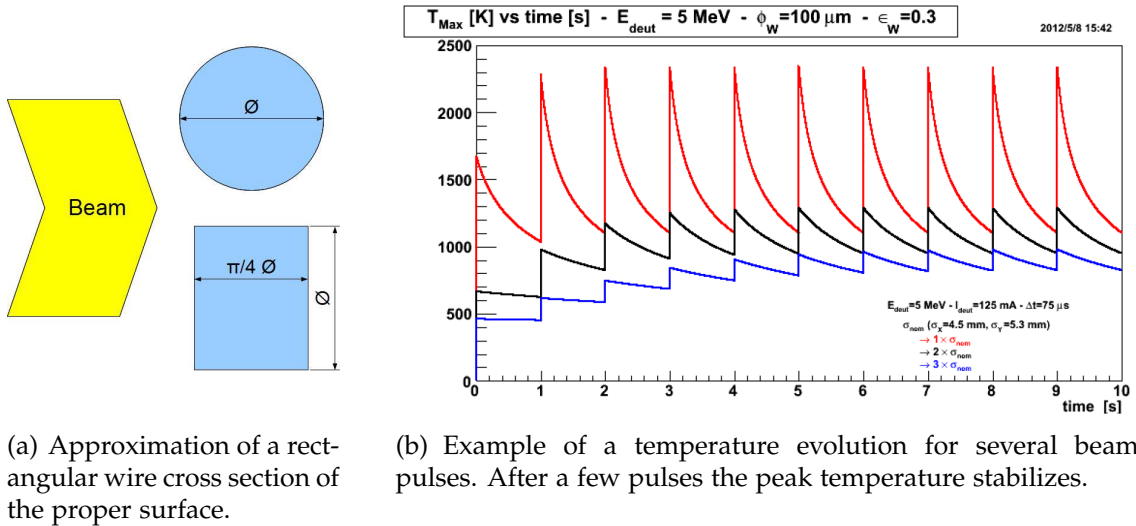 Ø
Beam
π/4 Ø
Ø
T_Max [K] vs time [s] - E_deut = 5 MeV - ϕ_W=100 μm - ϵ_W=0.3
2012/5/8 15:42
2500
2000
1500
1000
500
0
0 1 2 3 4 5 6 7 8 9 10
time [s]
E_deut=5 MeV - I_deut=125 mA - Δt=75 μs
σ_nom (σ_X=4.5 mm, σ_Y=5.3 mm)
→ 1× σ_nom
→ 2× σ_nom
→ 3× σ_nom
(a) Approximation of a rect-
angular wire cross section of
the proper surface.
(b) Example of a temperature evolution for several beam
pulses. After a few pulses the peak temperature stabilizes.